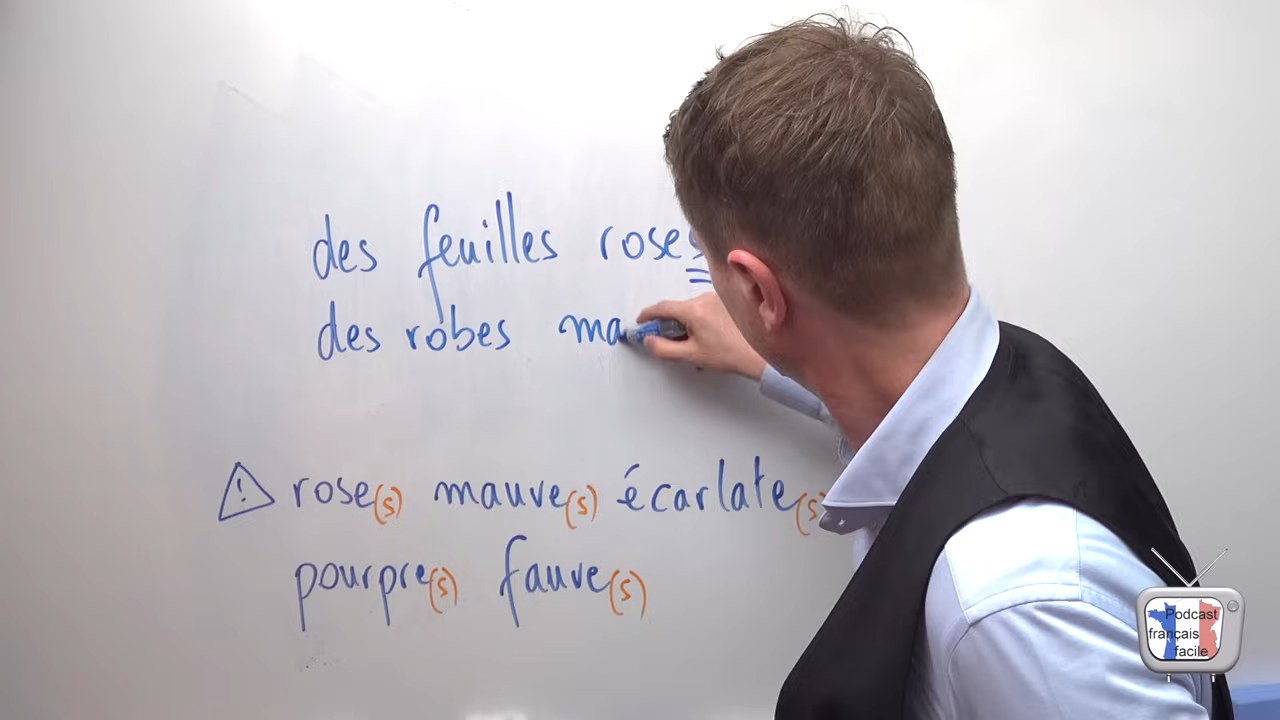 des feuilles roses
des robes ma
! rose(s) mauve(s) écarlate(s)
pourpre(s) fauve(s)
Podcast
français
facile